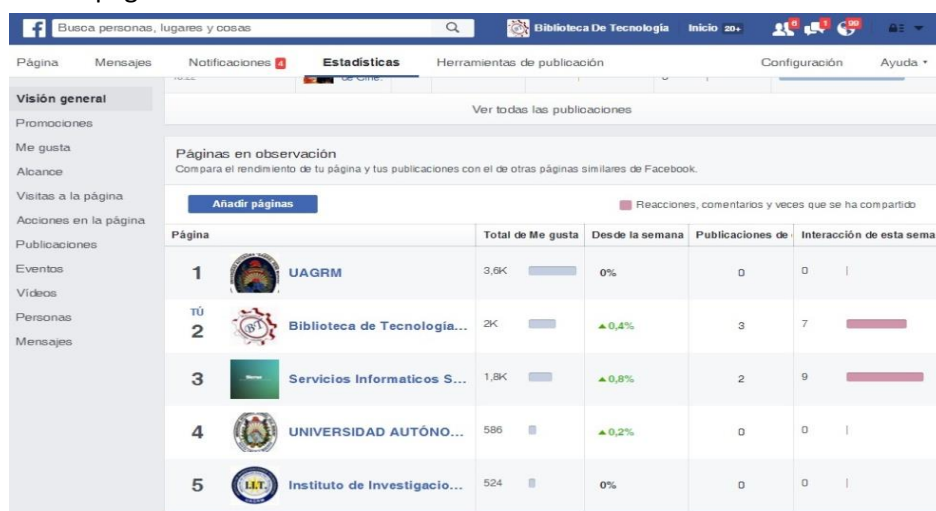 Busca personas, lugares y cosas
Biblioteca De Tecnología Inicio 20+ 6 1 99
Página Mensajes Notificaciones 4 Estadísticas Herramientas de publicación Configuración Ayuda
de Cine.
Ver todas las publicaciones
Visión general
Promociones
Me gusta
Alcance
Visitas a la página
Acciones en la página
Publicaciones
Eventos
Vídeos
Personas
Mensajes
Páginas en observación
Compara el rendimiento de tu página y tus publicaciones con el de otras páginas similares de Facebook.
Añadir páginas
Reacciones, comentarios y veces que se ha compartido
Página Total de Me gusta Desde la semana Publicaciones de Interacción de esta sema
1 UAGRM 3,6K 0% 0 0
TÚ
2 BT Biblioteca de Tecnología... 2K 0,4% 3 7
3 Servicios Informaticos S... 1,8K 0,8% 2 9
4 UNIVERSIDAD AUTÓNO... 586 0,2% 0 0
5 I.I.T. Instituto de Investigacio... 524 0% 0 0